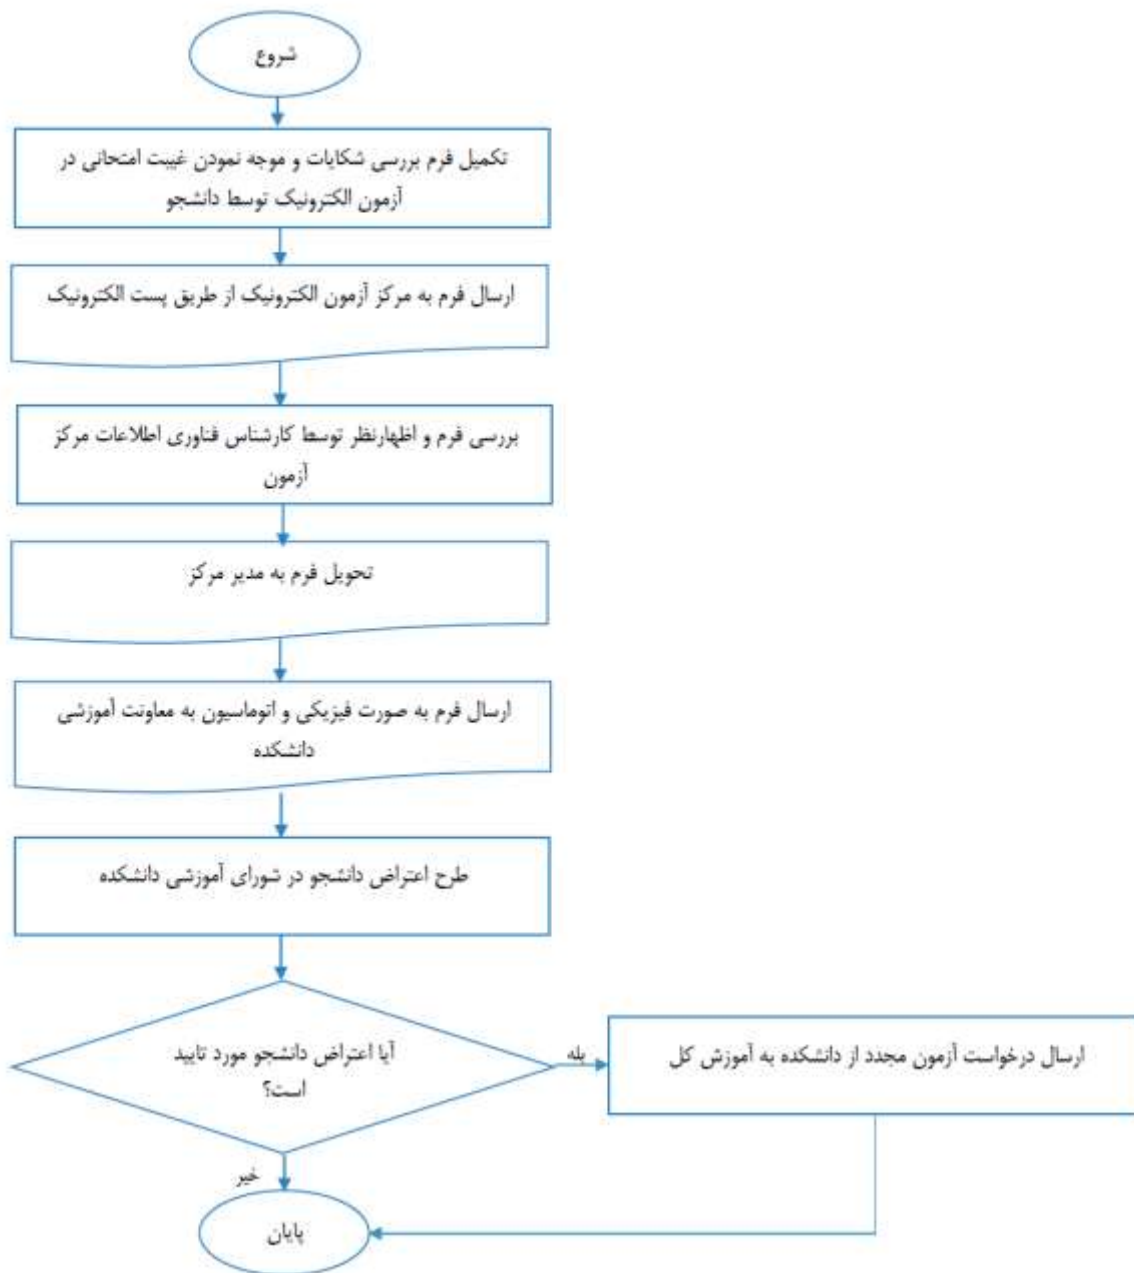 شروع
تکمیل فرم بررسی شکایات و موجه نمودن غیبت امتحانی در
آزمون الکترونیک توسط دانشجو
ارسال فرم به مرکز آزمون الکترونیک از طریق پست الکترونیک
بررسی فرم و اظهارنظر توسط کارشناس فناوری اطلاعات مرکز
آزمون
تحویل فرم به مدیر مرکز
ارسال فرم به صورت فیزیکی و اتوماسیون به معاونت آموزشی
دانشکده
طرح اعتراض دانشجو در شورای آموزشی دانشکده
آیا اعتراض دانشجو مورد تایید
است؟
بله
ارسال درخواست آزمون مجدد از دانشکده به آموزش کل
خیر
پایان